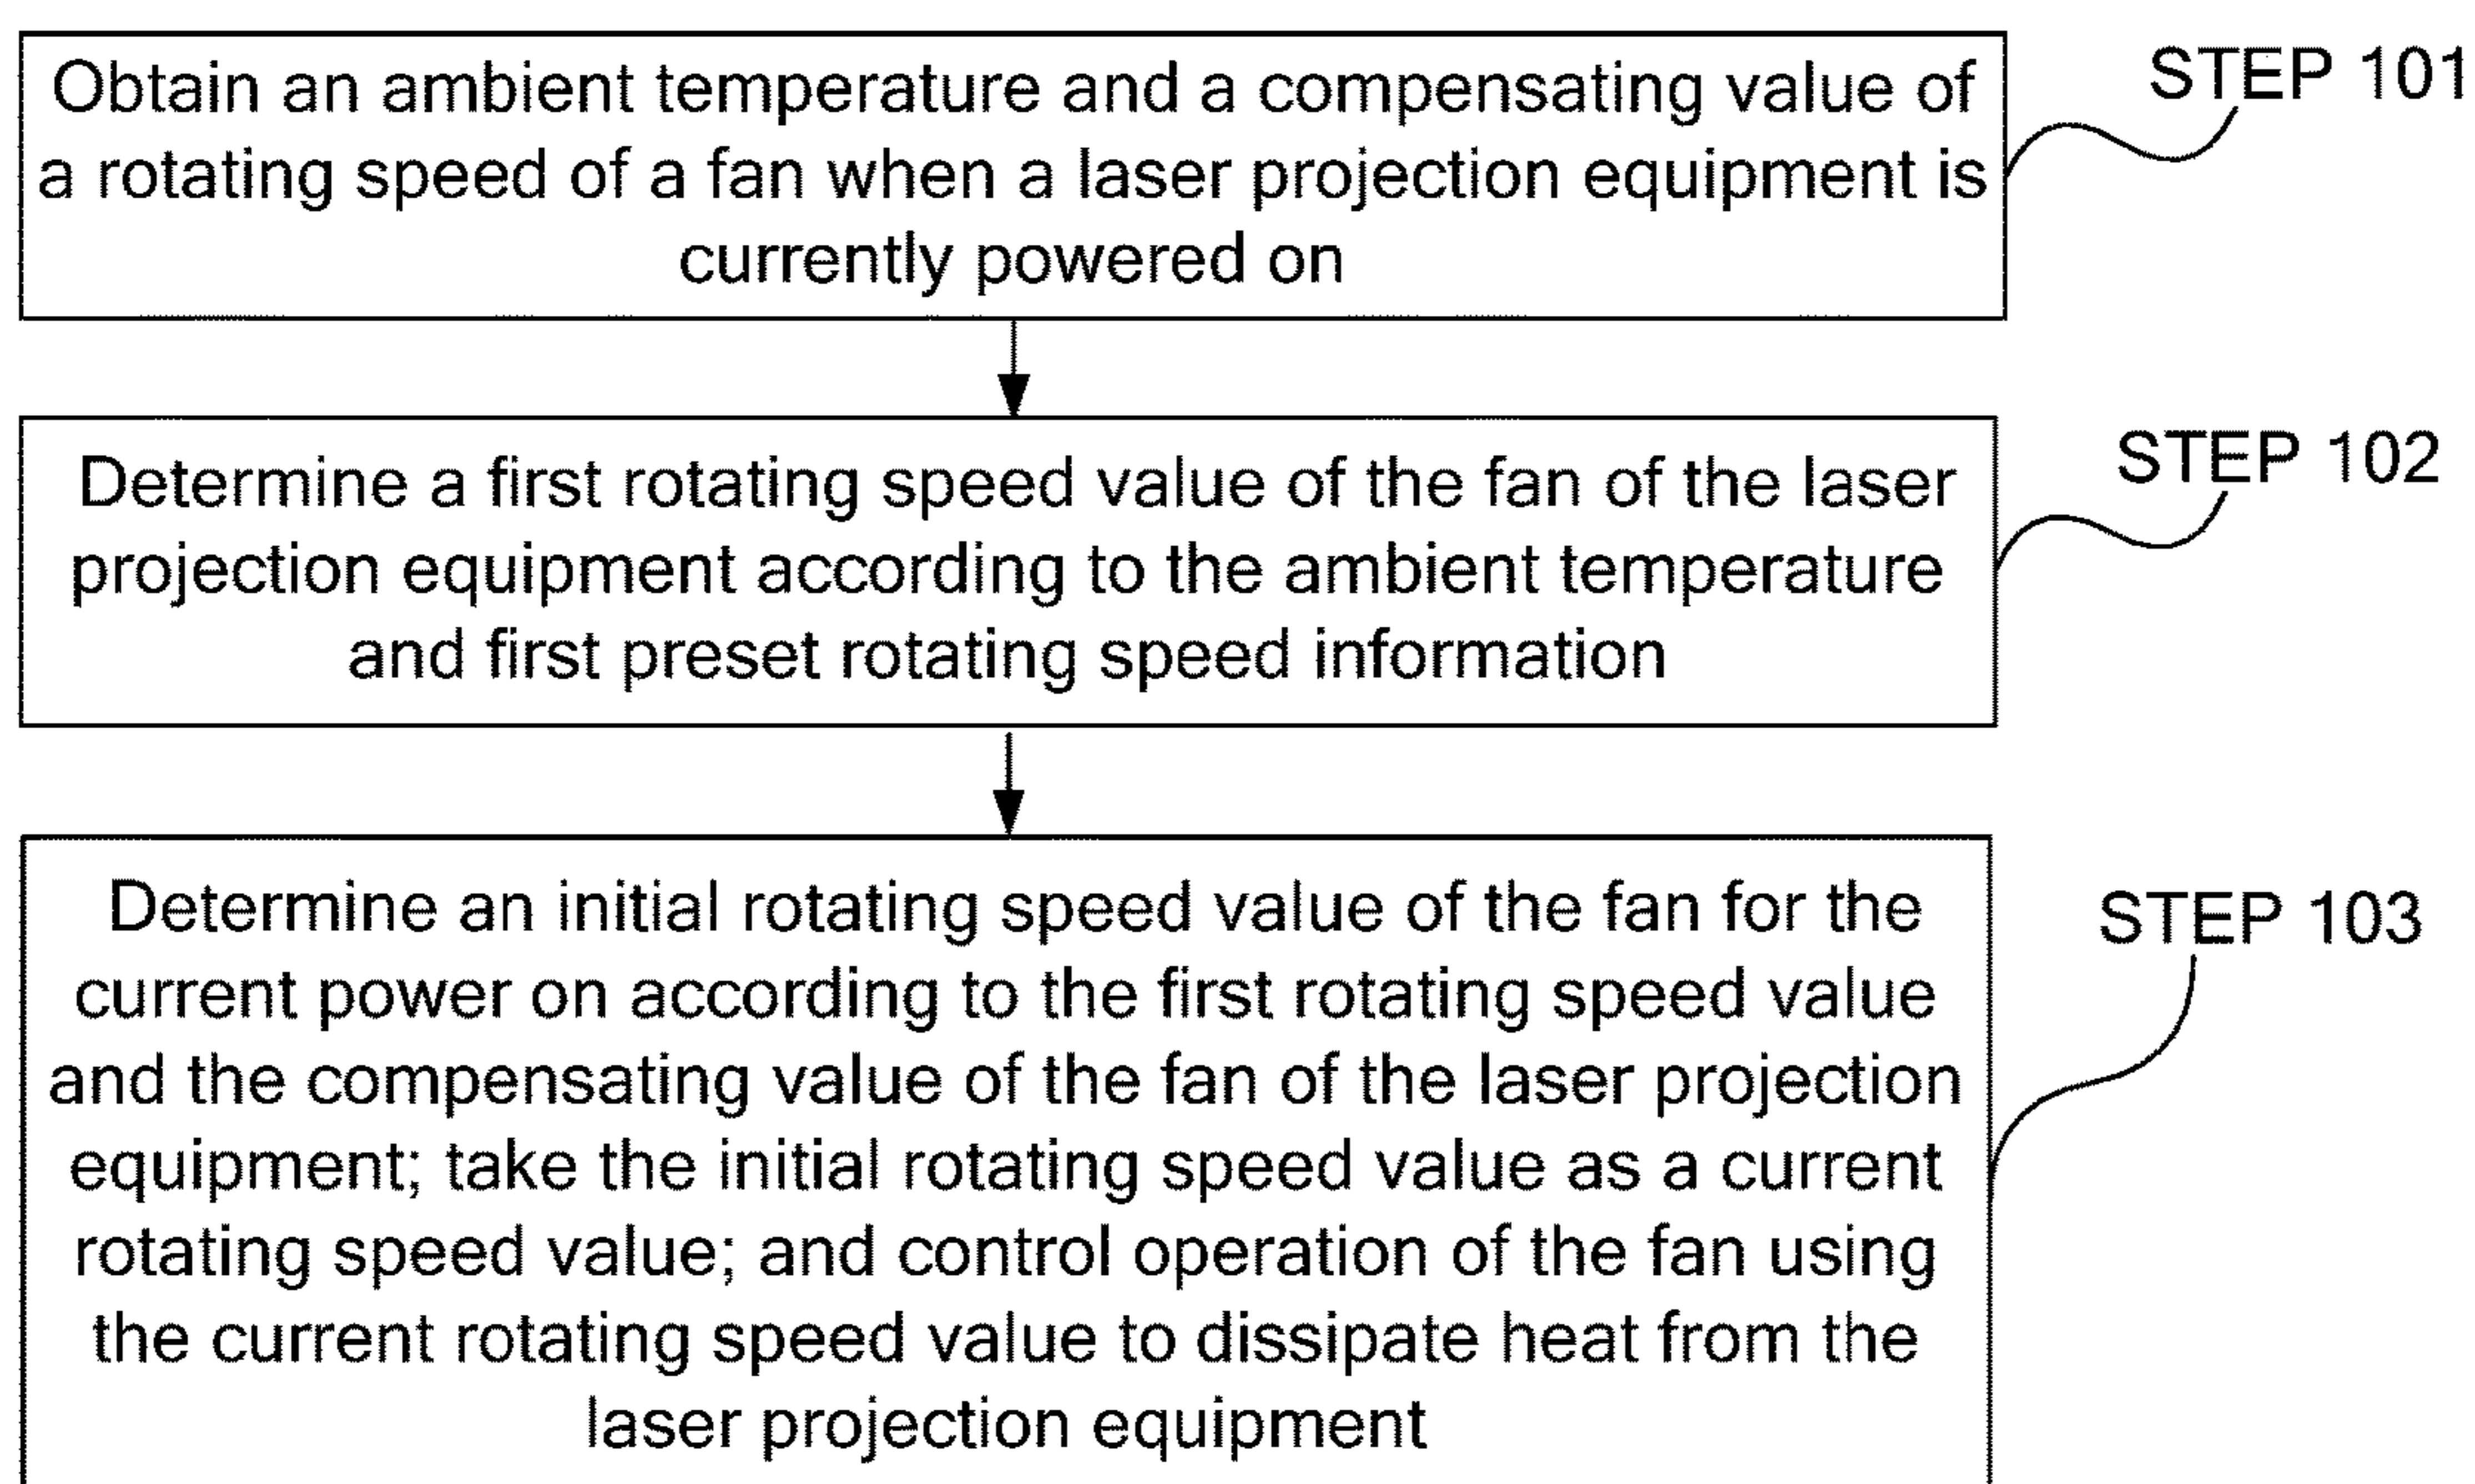 Obtain an ambient temperature and a compensating value of
a rotating speed of a fan when a laser projection equipment is
currently powered on
STEP 101
Determine a first rotating speed value of the fan of the laser
projection equipment according to the ambient temperature
and first preset rotating speed information
STEP 102
Determine an initial rotating speed value of the fan for the
current power on according to the first rotating speed value
and the compensating value of the fan of the laser projection
equipment; take the initial rotating speed value as a current
rotating speed value; and control operation of the fan using
the current rotating speed value to dissipate heat from the
laser projection equipment
STEP 103